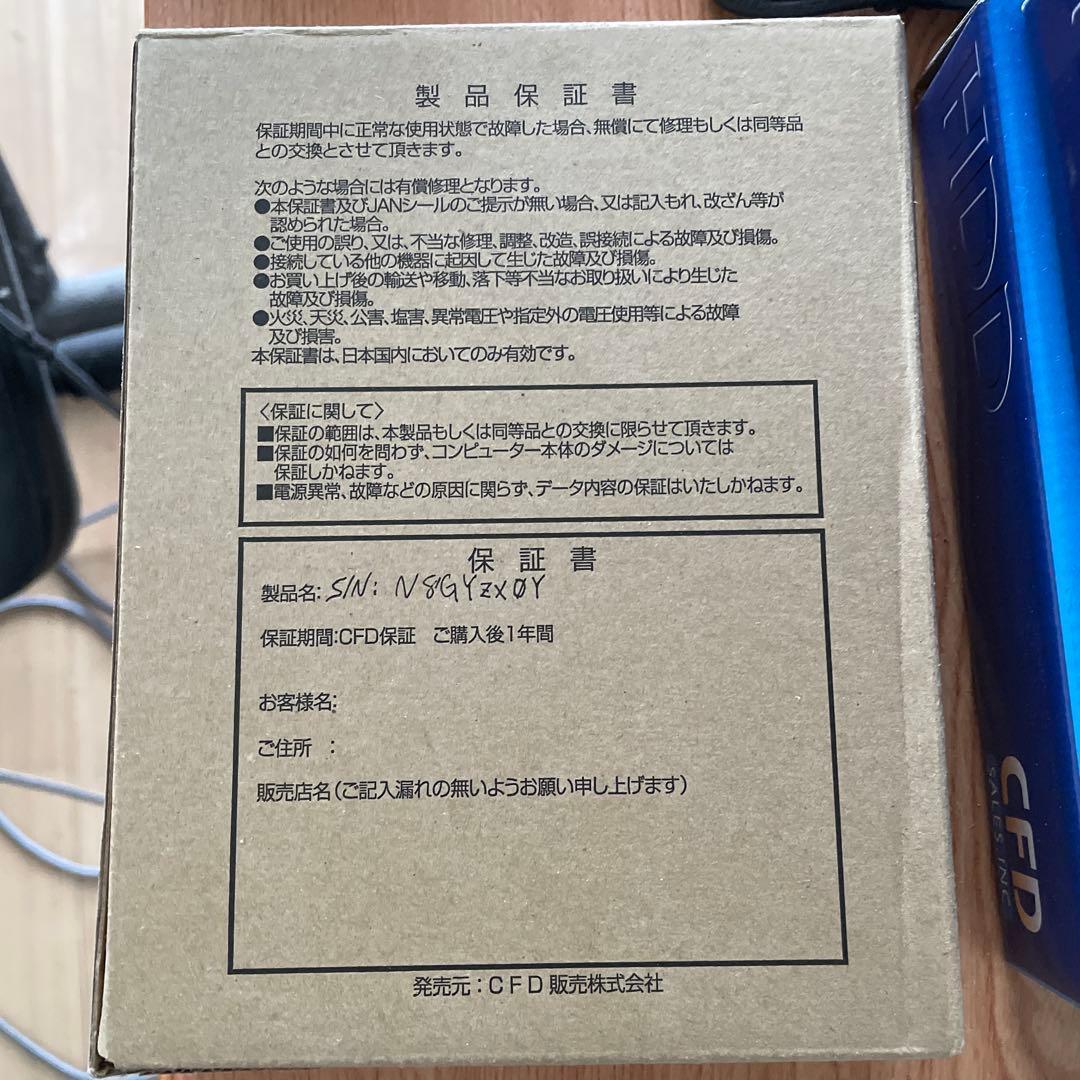 製品保証書
保証期間中に正常な使用状態で故障した場合、無償にて修理もしくは同等品
との交換とさせて頂きます。
次のような場合には有償修理となります。
●本保証書及びJANシールのご提示が無い場合、又は記入もれ、改ざん等が
認められた場合。
●ご使用の誤り、又は、不当な修理、調整、改造、誤接続による故障及び損傷。
●接続している他の機器に起因して生じた故障及び損傷。
●お買い上げ後の輸送や移動、落下等不当なお取り扱いにより生じた
故障及び損傷。
●火災、天災、公害、塩害、異常電圧や指定外の電圧使用等による故障
及び損害。
本保証書は、日本国内においてのみ有効です。
〈保証に関して〉
■保証の範囲は、本製品もしくは同等品との交換に限らせて頂きます。
■保証の如何を問わず、コンピューター本体のダメージについては
保証しかねます。
■電源異常、故障などの原因に関らず、データ内容の保証はいたしかねます。
保証書
製品名: S/N: N8GYZX0Y
保証期間:CFD保証 ご購入後1年間
お客様名:
ご住所 :
販売店名(ご記入漏れの無いようお願い申し上げます)
発売元:CFD販売株式会社
HDD
CFD
SALES INC.